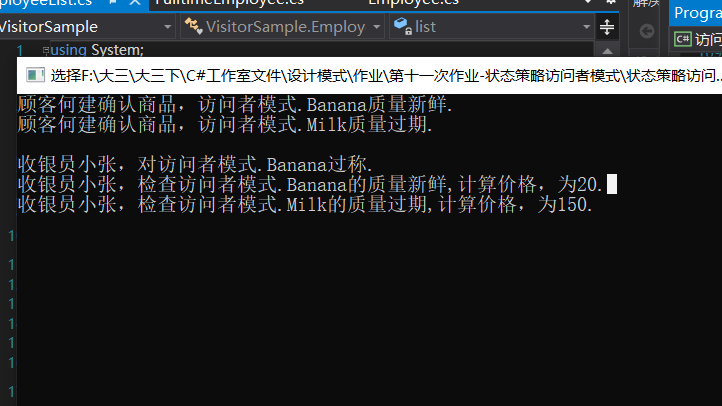 ployeeList.cs
FulltimeEmployee.cs
Employee.cs
解决
Progra
VisitorSample
VisitorSample.Employ
list
C# 访问
1
using System;
选择F:\大三\大三下\C#工作室文件\设计模式\作业\第十一次作业-状态策略访问者模式\状态策略访问...
顾客何建确认商品，访问者模式.Banana质量新鲜.
顾客何建确认商品，访问者模式.Milk质量过期.
收银员小张，对访问者模式.Banana过称.
收银员小张，检查访问者模式.Banana的质量新鲜,计算价格，为20.
收银员小张，检查访问者模式.Milk的质量过期,计算价格，为150.